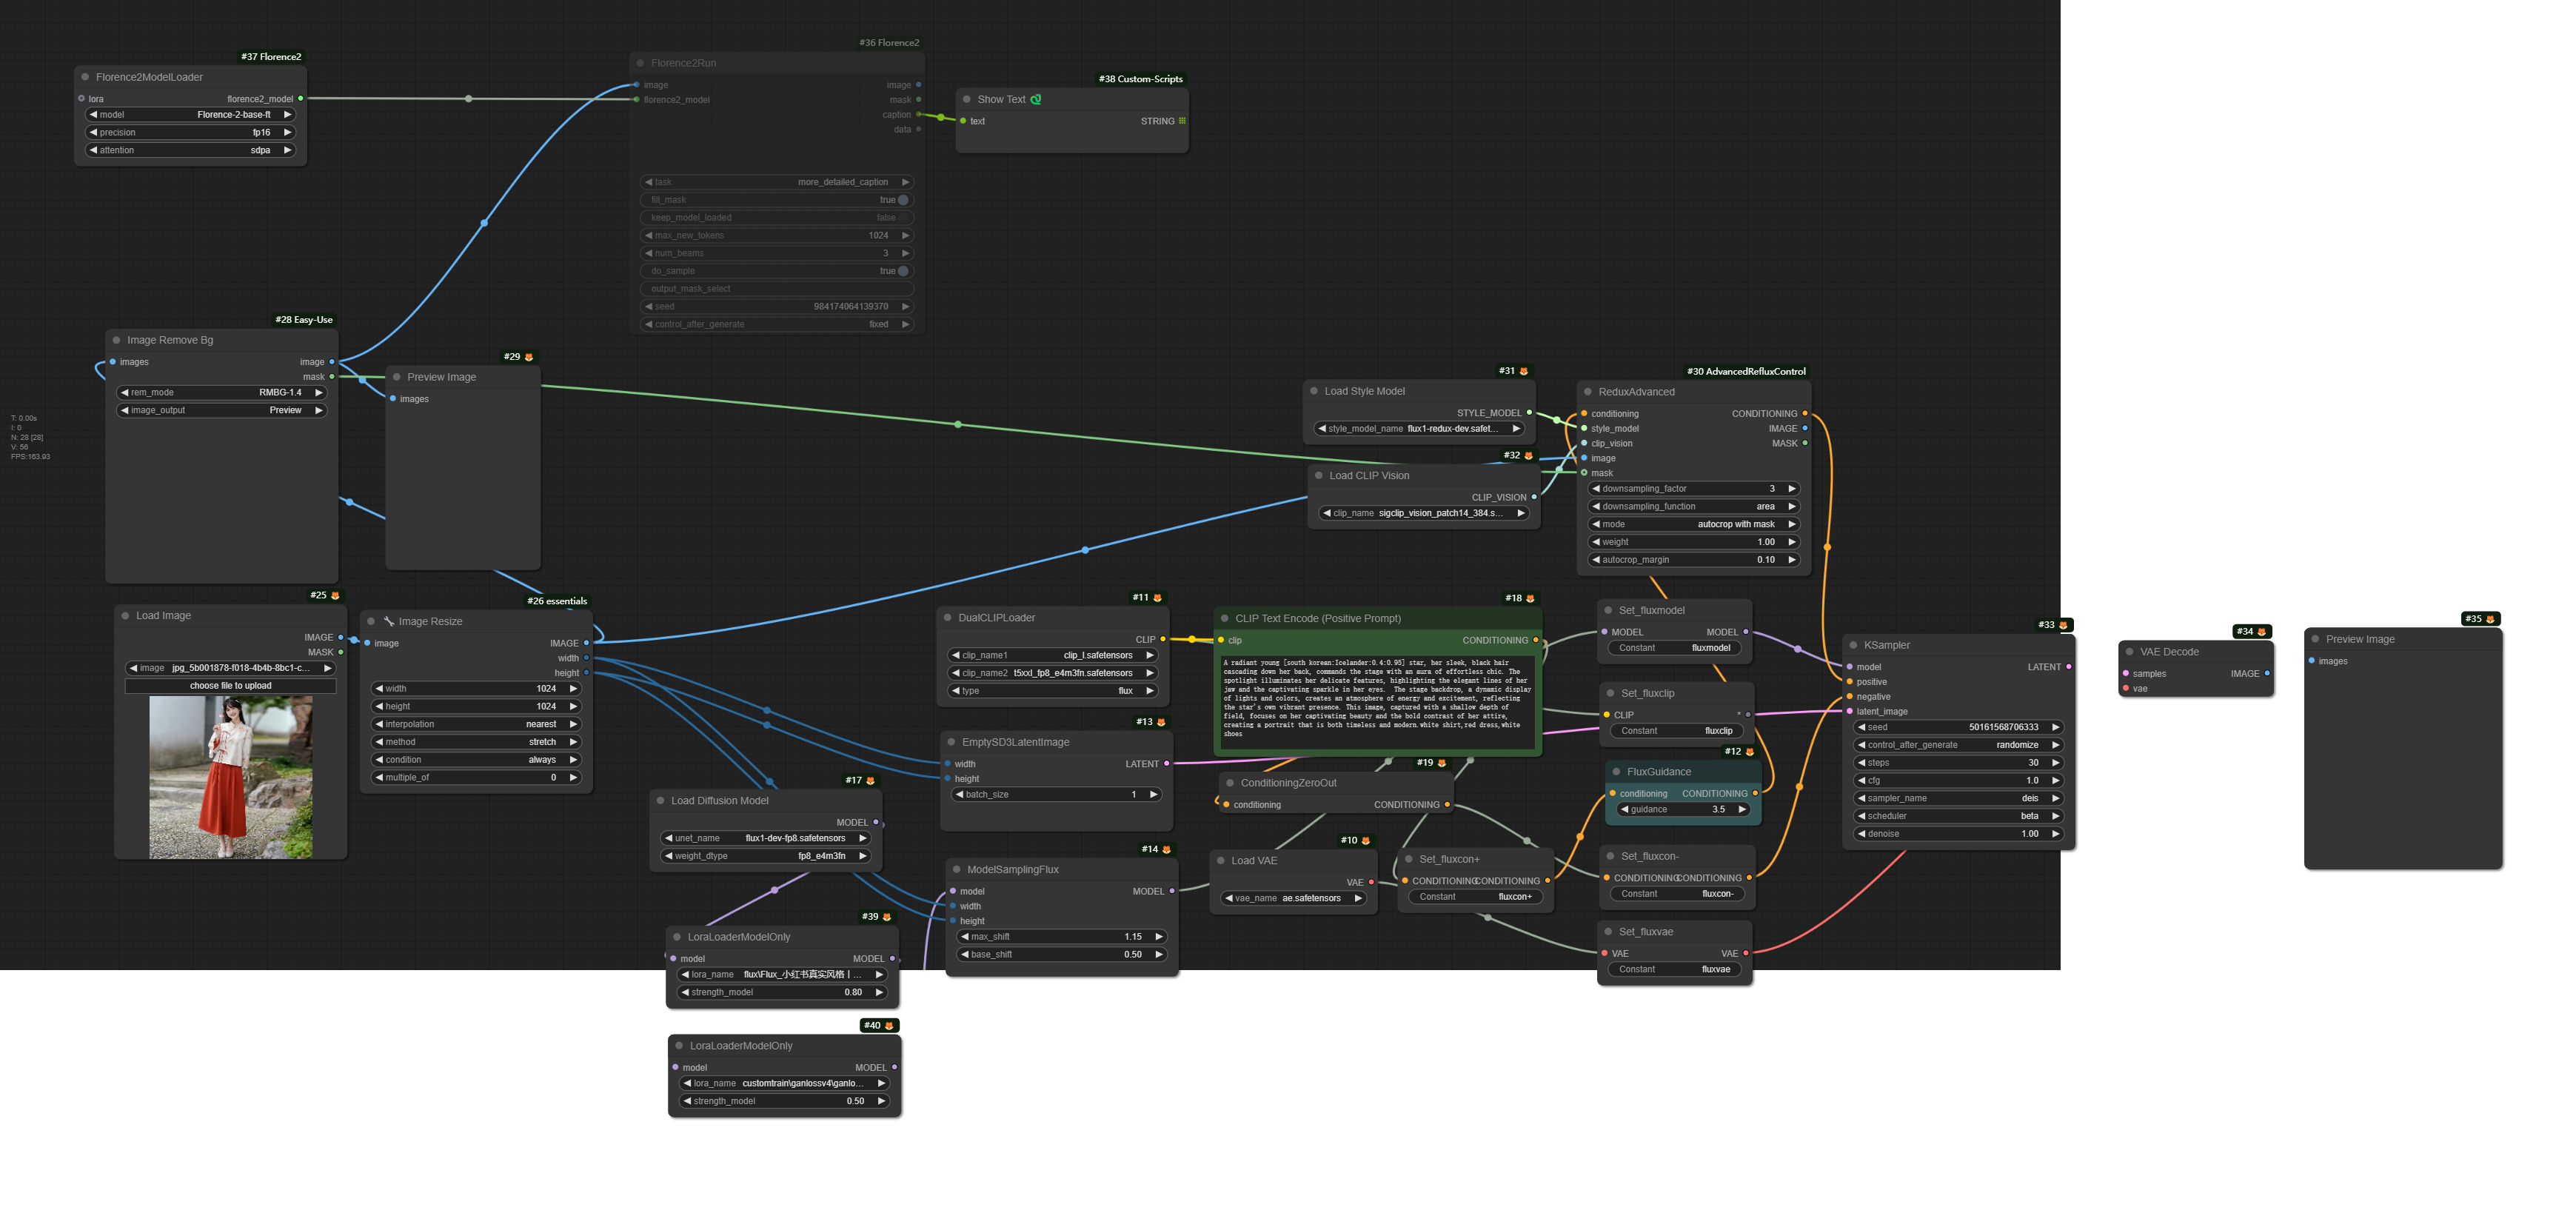 #37 Florence2
Florence2ModelLoader
lora florence2_model
model Florence-2-base-ft
precision fp16
attention sdpa
#36 Florence2
Florence2Run
image image
florence2_model mask
caption
data
task more_detailed_caption
fill_mask true
keep_model_loaded false
max_new_tokens 1024
num_beams 3
do_sample true
output_mask_select
seed 984174064139370
control_after_generate fixed
#38 Custom-Scripts
Show Text
text STRING
#28 Easy-Use
Image Remove Bg
images image
mask
rem_mode RMBG-1.4
image_output Preview
#29
Preview Image
images
T: 0.00s
I: 0
N: 28 [28]
V: 56
FPS:163.93
#31
Load Style Model
STYLE_MODEL
style_model_name flux1-redux-dev.safet...
#32
Load CLIP Vision
CLIP_VISION
clip_name sigclip_vision_patch14_384.s...
#30 AdvancedRefluxControl
ReduxAdvanced
conditioning CONDITIONING
style_model IMAGE
clip_vision MASK
image
mask
downsampling_factor 3
downsampling_function area
mode autocrop with mask
weight 1.00
autocrop_margin 0.10
#25
Load Image
IMAGE
MASK
image jpg_5b001878-f018-4b4b-8bc1-c...
choose file to upload
#26 essentials
Image Resize
image IMAGE
width
height
width 1024
height 1024
interpolation nearest
method stretch
condition always
multiple_of 0
#11
DualCLIPLoader
CLIP
clip_name1 clip_l.safetensors
clip_name2 t5xxl_fp8_e4m3fn.safetensors
type flux
#13
EmptySD3LatentImage
width LATENT
height
batch_size 1
#17
Load Diffusion Model
MODEL
unet_name flux1-dev-fp8.safetensors
weight_dtype fp8_e4m3fn
#14
ModelSamplingFlux
model MODEL
width
height
max_shift 1.15
base_shift 0.50
#39
LoraLoaderModelOnly
model MODEL
lora_name flux\Flux_小红书真实风格丨...
strength_model 0.80
#40
LoraLoaderModelOnly
model MODEL
lora_name customtrain\ganlossv4\ganlo...
strength_model 0.50
#18
CLIP Text Encode (Positive Prompt)
clip CONDITIONING
A radiant young [south korean:Icelander:0.4:0.95] star, her sleek, black hair
cascading down her back, commands the stage with an aura of effortless chic. The
spotlight illuminates her delicate features, highlighting the elegant lines of her
jaw and the captivating sparkle in her eyes. The stage backdrop, a dynamic display
of lights and colors, creates an atmosphere of energy and excitement, reflecting
the star's own vibrant presence. This image, captured with a shallow depth of
field, focuses on her captivating beauty and the bold contrast of her attire,
creating a portrait that is both timeless and modern.white shirt,red dress,white
shoes
#19
ConditioningZeroOut
conditioning CONDITIONING
#10
Load VAE
VAE
vae_name ae.safetensors
Set_fluxcon+
CONDITIONING CONDITIONING
Constant fluxcon+
Set_fluxmodel
MODEL MODEL
Constant fluxmodel
Set_fluxclip
CLIP *
Constant fluxclip
#12
FluxGuidance
conditioning CONDITIONING
guidance 3.5
Set_fluxcon-
CONDITIONING CONDITIONING
Constant fluxcon-
Set_fluxvae
VAE VAE
Constant fluxvae
#33
KSampler
model LATENT
positive
negative
latent_image
seed 50161568706333
control_after_generate randomize
steps 30
cfg 1.0
sampler_name deis
scheduler beta
denoise 1.00
#34
VAE Decode
samples IMAGE
vae
#35
Preview Image
images